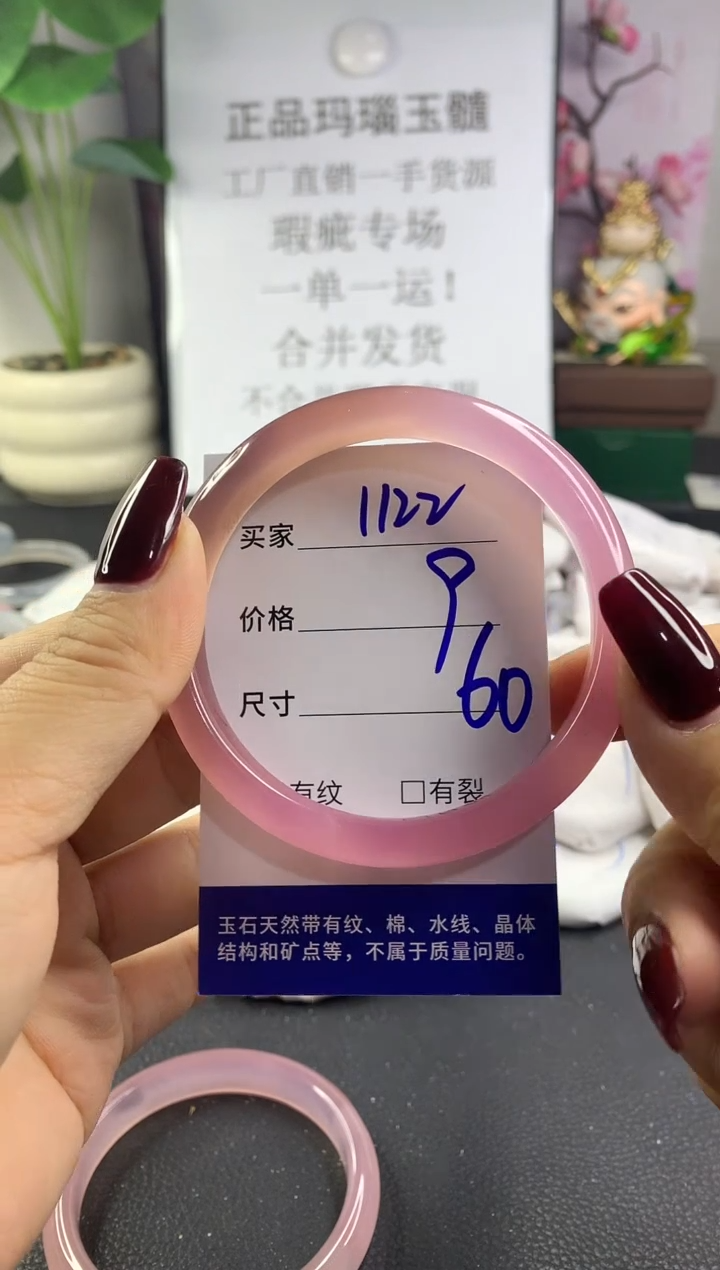 正品玛瑙玉髓
工厂直销一手货源
瑕疵专场
一单一运!
合并发货
买家 1122
价格 9
尺寸 60
有纹 □有裂
玉石天然带有纹、棉、水线、晶体
结构和矿点等，不属于质量问题。